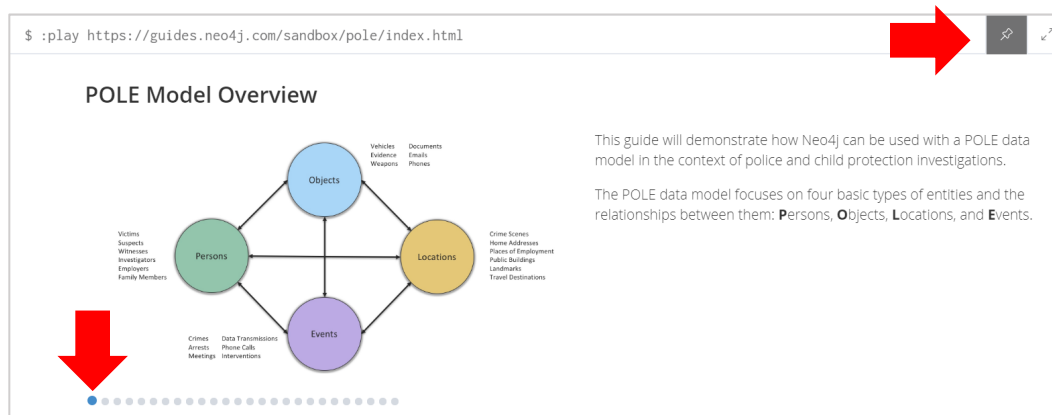 $ :play https://guides.neo4j.com/sandbox/pole/index.html
POLE Model Overview
Vehicles Documents
Evidence Emails
Weapons Phones
Objects
This guide will demonstrate how Neo4j can be used with a POLE data
model in the context of police and child protection investigations.
The POLE data model focuses on four basic types of entities and the
relationships between them: Persons, Objects, Locations, and Events.
Victims
Suspects
Witnesses
Investigators
Employers
Family Members
Persons
Locations
Crime Scenes
Home Addresses
Places of Employment
Public Buildings
Landmarks
Travel Destinations
Events
Crimes Data Transmissions
Arrests Phone Calls
Meetings Interventions